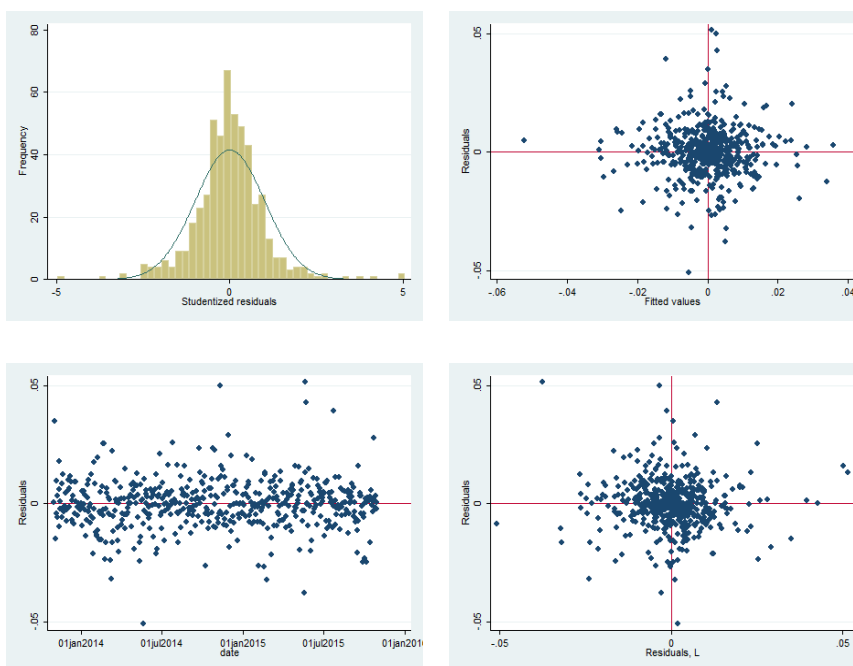 80
60
40
20
0
Frequency
-5 0 5
Studentized residuals
.05
0
-.05
Residuals
-.06 -.04 -.02 0 .02 .04
Fitted values
.05
0
-.05
Residuals
01jan2014 01jul2014 01jan2015 01jul2015 01jan2016
date
.05
0
-.05
Residuals
-.05 0 .05
Residuals, L